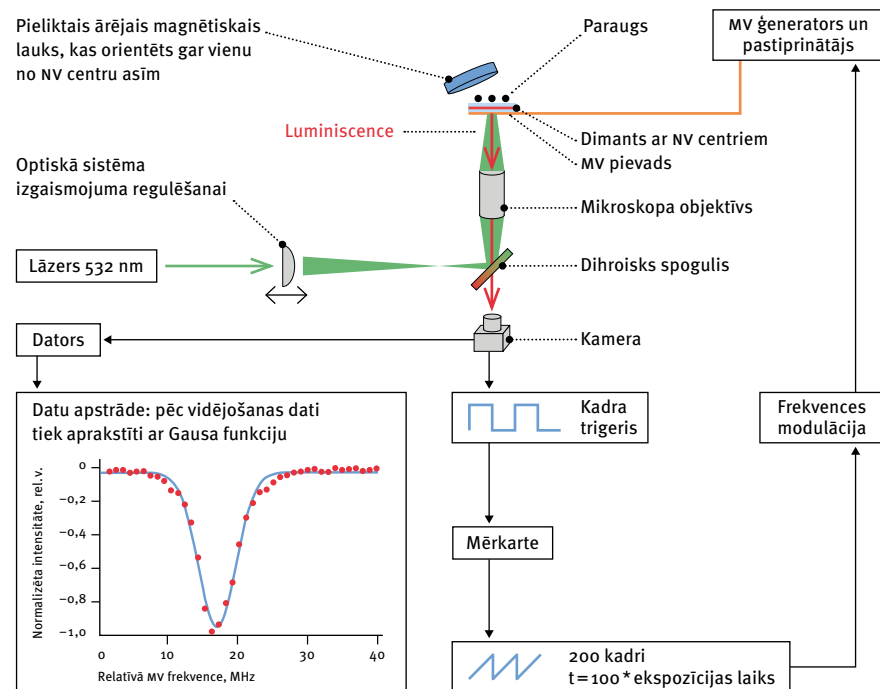 Pieliktais ārējais magnētiskais
lauks, kas orientēts gar vienu
no NV centru asīm
Paraugs
MV ģenerators un
pastiprinātājs
Luminiscence
Dimants ar NV centriem
MV pievads
Optiskā sistēma
izgaismojuma regulēšanai
Mikroskopa objektīvs
Lāzers 532 nm
Dihroisks spogulis
Dators
Kamera
Datu apstrāde: pēc vidējošanas dati
tiek aprakstīti ar Gausa funkciju
Normalizēta intensitāte, rel. v.
0
−0,2
−0,4
−0,6
−0,8
−1,0
0 10 20 30 40
Relatīvā MV frekvence, MHz
Kadra
trigeris
Frekvences
modulācija
Mērkarte
200 kadri
t = 100 * ekspozīcijas laiks